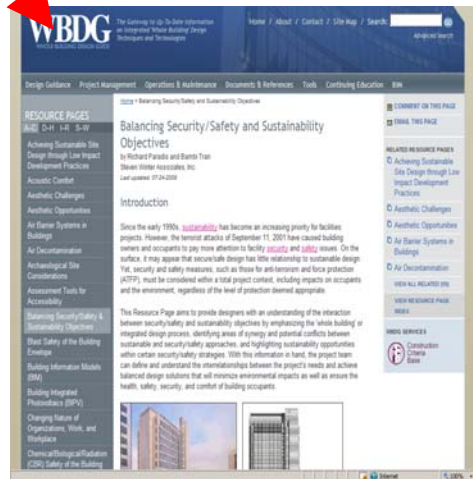 WBDG
WHOLE BUILDING DESIGN GUIDE
The Gateway to Up-To-Date Information
on Integrated 'Whole Building' Design
Techniques and Technologies
Home / About / Contact / Site Map / Search:
Advanced Search
Design Guidance Project Management Operations & Maintenance Documents & References Tools Continuing Education BIM
RESOURCE PAGES
A-C D-H I-R S-W
Achieving Sustainable
Site Design through Low Impact
Development Practices
Acoustic Comfort
Aesthetic Challenges
Aesthetic Opportunities
Air Barrier Systems in
Buildings
Air Decontamination
Archaeological Site
Considerations
Assessment Tools for
Accessibility
Balancing Security/Safety &
Sustainability Objectives
Blast Safety of the Building
Envelope
Building Information Models
(BIM)
Building Integrated
Photovoltaics (BIPV)
Changing Nature of
Organizations, Work, and
Workplace
Chemical/Biological/Radiation
(CBR) Safety of the Building
Home > Balancing Security/Safety and Sustainability Objectives
Balancing Security/Safety and Sustainability
Objectives
by Richard Paradis and Bambi Tran
Steven Winter Associates, Inc.
Last updated: 07-24-2008
Introduction
Since the early 1990s, sustainability has become an increasing priority for facilities
projects. However, the terrorist attacks of September 11, 2001 have caused building
owners and occupants to pay more attention to facility security and safety issues. On the
surface, it may appear that secure/safe design has little relationship to sustainable design.
Yet, security and safety measures, such as those for anti-terrorism and force protection
(ATFP), must be considered within a total project context, including impacts on occupants
and the environment, regardless of the level of protection deemed appropriate.
This Resource Page aims to provide designers with an understanding of the interaction
between security/safety and sustainability objectives by emphasizing the 'whole building' or
integrated design process, identifying areas of synergy and potential conflicts between
sustainable and security/safety approaches, and highlighting sustainability opportunities
within certain security/safety strategies. With this information in hand, the project team
can define and understand the interrelationships between the project's needs and achieve
balanced design solutions that will minimize environmental impacts as well as ensure the
health, safety, security, and comfort of building occupants.
COMMENT ON THIS PAGE
EMAIL THIS PAGE
RELATED RESOURCE PAGES
Achieving Sustainable
Site Design through Low
Impact Development
Practices
Aesthetic Challenges
Aesthetic Opportunities
Air Barrier Systems in
Buildings
Air Decontamination
VIEW ALL RELATED
VIEW RESOURCE PAGE
INDEX
WBDG SERVICES
Construction
Criteria
Base
Internet
100%